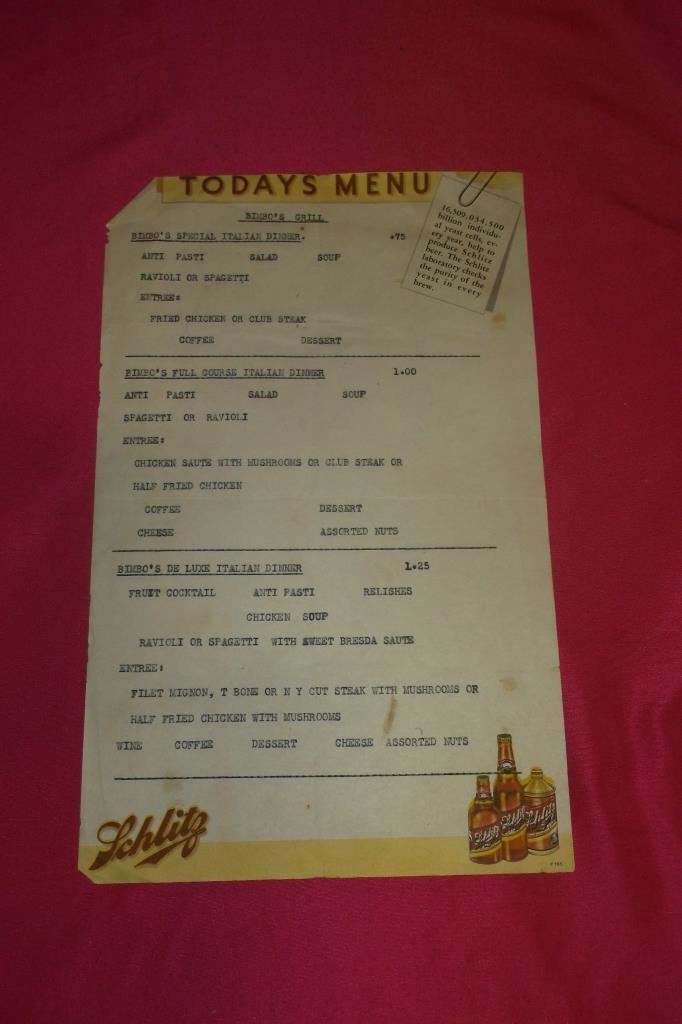 TODAYS MENU
BIMBO'S GRILL
BIMBO'S SPECIAL ITALIAN DINNER. .75
ANTI PASTI SALAD SOUP
RAVIOLI OR SPAGETTI
ENTREE:
FRIED CHICKEN OR CLUB STEAK
COFFEE DESSERT
BIMBO'S FULL COURSE ITALIAN DINNER 1.00
ANTI PASTI SALAD SOUP
SPAGETTI OR RAVIOLI
ENTREE:
CHICKEN SAUTE WITH MUSHROOMS OR CLUB STEAK OR
HALF FRIED CHICKEN
COFFEE DESSERT
CHEESE ASSORTED NUTS
BIMBO'S DE LUXE ITALIAN DINNER 1.25
FRUIT COCKTAIL ANTI PASTI RELISHES
CHICKEN SOUP
RAVIOLI OR SPAGETTI WITH SWEET BRESDA SAUTE
ENTREE:
FILET MIGNON, T BONE OR N Y CUT STEAK WITH MUSHROOMS OR
HALF FRIED CHICKEN WITH MUSHROOMS
WINE COFFEE DESSERT CHEESE ASSORTED NUTS
16,509,034,500
billion individu-
al yeast cells, ev-
ery year, help to
produce Schlitz
beer. The Schlitz
laboratory checks
the purity of the
yeast in every
brew.
Schlitz
Schlitz
Schlitz
Schlitz